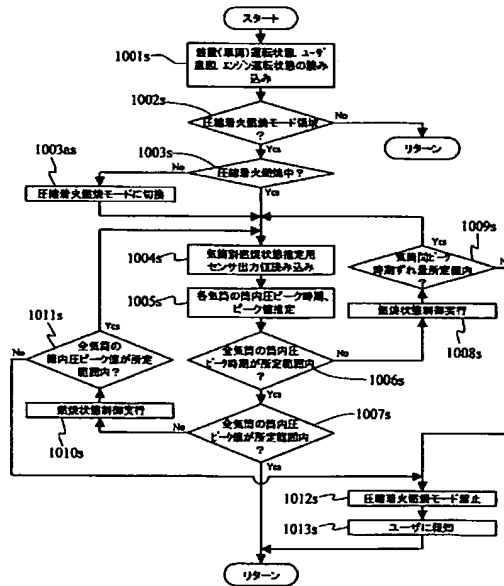 スタート
1001s
装置(車両)運転状態、ユーザ
意図、エンジン運転状態の読み
込み
1002s
圧縮着火燃焼モード領域
?
No
リターン
Yes
1003s
圧縮着火燃焼中?
No
1003as
圧縮着火燃焼モードに切換
Yes
1004s
気筒別燃焼状態推定用
センサ出力値読み込み
1005s
各気筒の筒内圧ピーク時期、
ピーク値推定
1009s
気筒間ピーク
時期ずれ量所定範囲内
?
Yes
No
燃焼状態制御実行
1008s
全気筒の筒内圧
ピーク時期が所定範囲内
?
No
1006s
Yes
1011s
全気筒の
筒内圧ピーク値が所定
範囲内?
Yes
No
1007s
全気筒の筒内圧
ピーク値が所定範囲内
?
No
燃焼状態制御実行
1010s
Yes
1012s
圧縮着火燃焼モード禁止
1013s
ユーザに報知
リターン